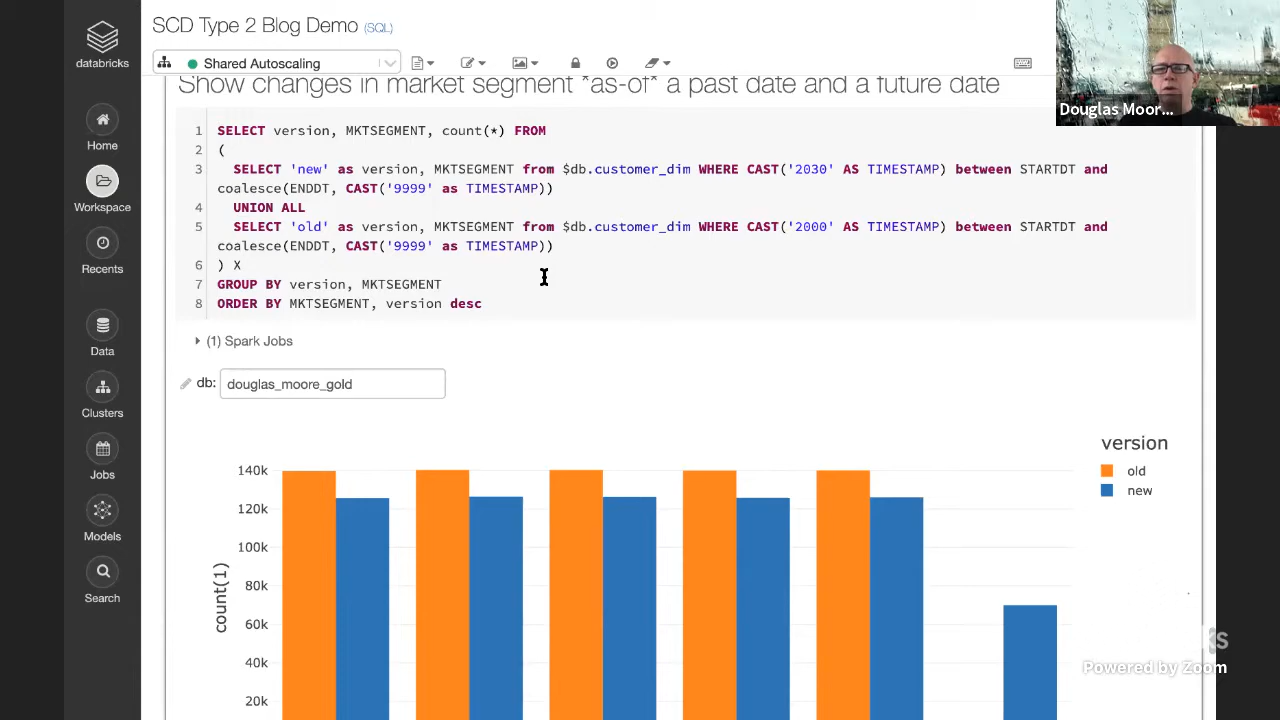 SCD Type 2 Blog Demo (SQL)
databricks
Shared Autoscaling
Home
Workspace
Recents
Data
Clusters
Jobs
Models
Search
Show changes in market segment *as-of* a past date and a future date
1 SELECT version, MKTSEGMENT, count(*) FROM
2 (
3 SELECT 'new' as version, MKTSEGMENT from $db.customer_dim WHERE CAST('2030' AS TIMESTAMP) between STARTDT and
coalesce(ENDDT, CAST('9999' as TIMESTAMP))
4 UNION ALL
5 SELECT 'old' as version, MKTSEGMENT from $db.customer_dim WHERE CAST('2000' AS TIMESTAMP) between STARTDT and
coalesce(ENDDT, CAST('9999' as TIMESTAMP))
6 ) X
7 GROUP BY version, MKTSEGMENT
8 ORDER BY MKTSEGMENT, version desc
(1) Spark Jobs
db: douglas_moore_gold
version
old
new
140k
120k
100k
80k
60k
40k
20k
count(1)
Douglas Moor...
Powered by Zoom